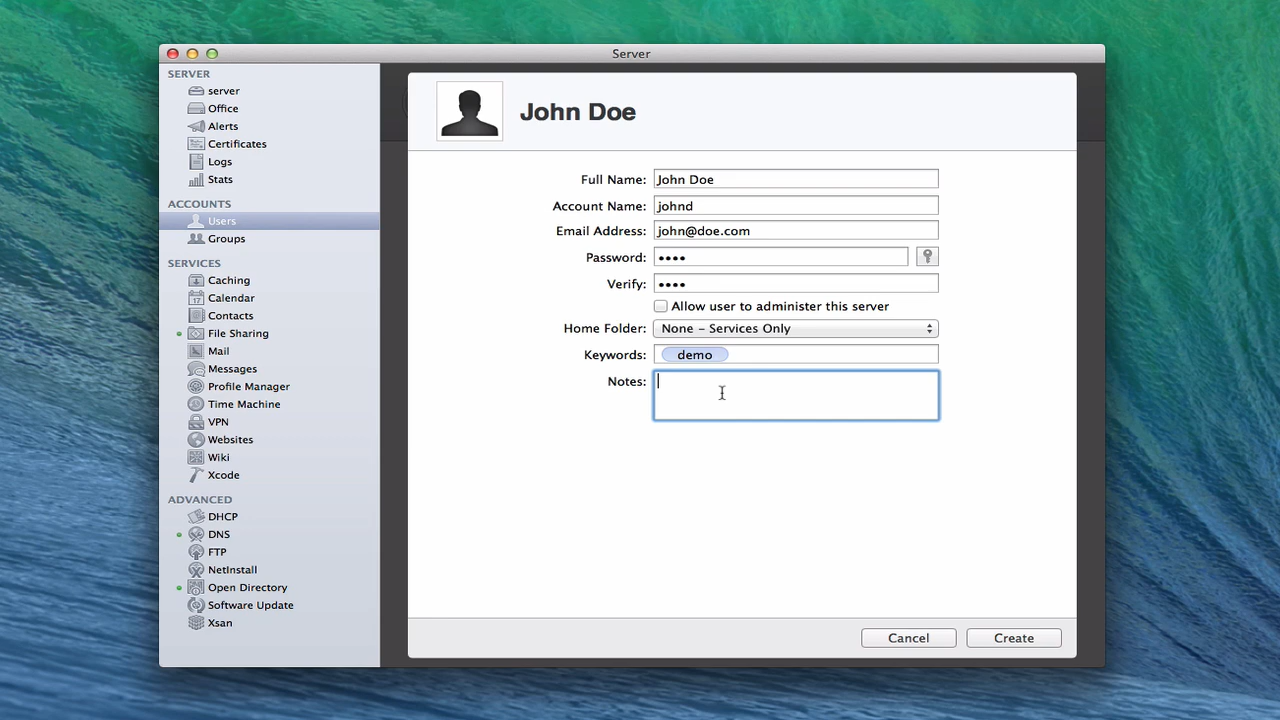 Server
SERVER
server
Office
Alerts
Certificates
Logs
Stats
ACCOUNTS
Users
Groups
SERVICES
Caching
Calendar
Contacts
File Sharing
Mail
Messages
Profile Manager
Time Machine
VPN
Websites
Wiki
Xcode
ADVANCED
DHCP
DNS
FTP
NetInstall
Open Directory
Software Update
Xsan
John Doe
Full Name: John Doe
Account Name: johnd
Email Address: john@doe.com
Password: ••••
Verify: ••••
Allow user to administer this server
Home Folder: None – Services Only
Keywords: demo
Notes:
Cancel Create